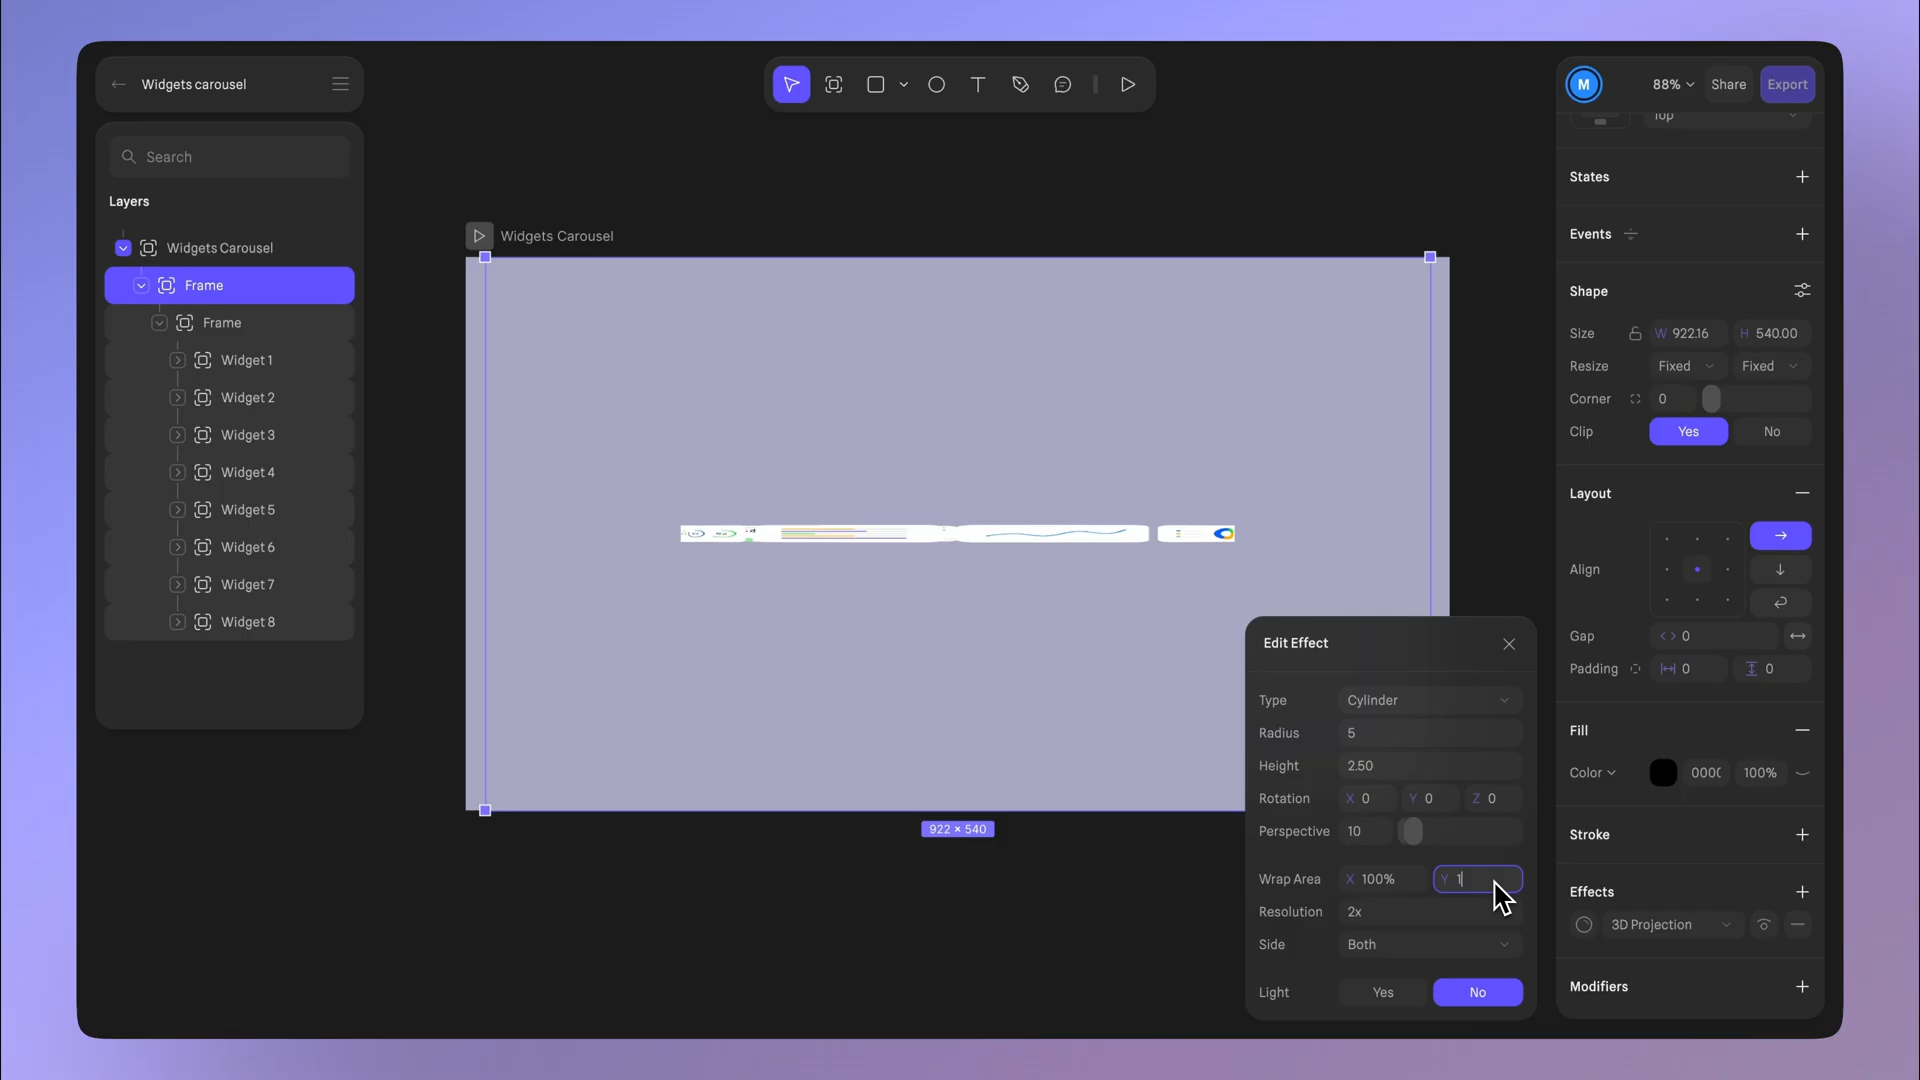 Widgets carousel
Search
Layers
Widgets Carousel
Frame
Frame
Widget 1
Widget 2
Widget 3
Widget 4
Widget 5
Widget 6
Widget 7
Widget 8
Widgets Carousel
922 × 540
M
88%
Share
Export
Top
States
Events
Shape
Size
W 922.16
H 540.00
Resize
Fixed
Fixed
Corner
0
Clip
Yes
No
Layout
Align
Gap
0
Padding
0
0
Fill
Color
0000
100%
Stroke
Effects
3D Projection
Modifiers
Edit Effect
Type
Cylinder
Radius
5
Height
2.50
Rotation
X 0
Y 0
Z 0
Perspective
10
Wrap Area
X 100%
Y 1
Resolution
2x
Side
Both
Light
Yes
No